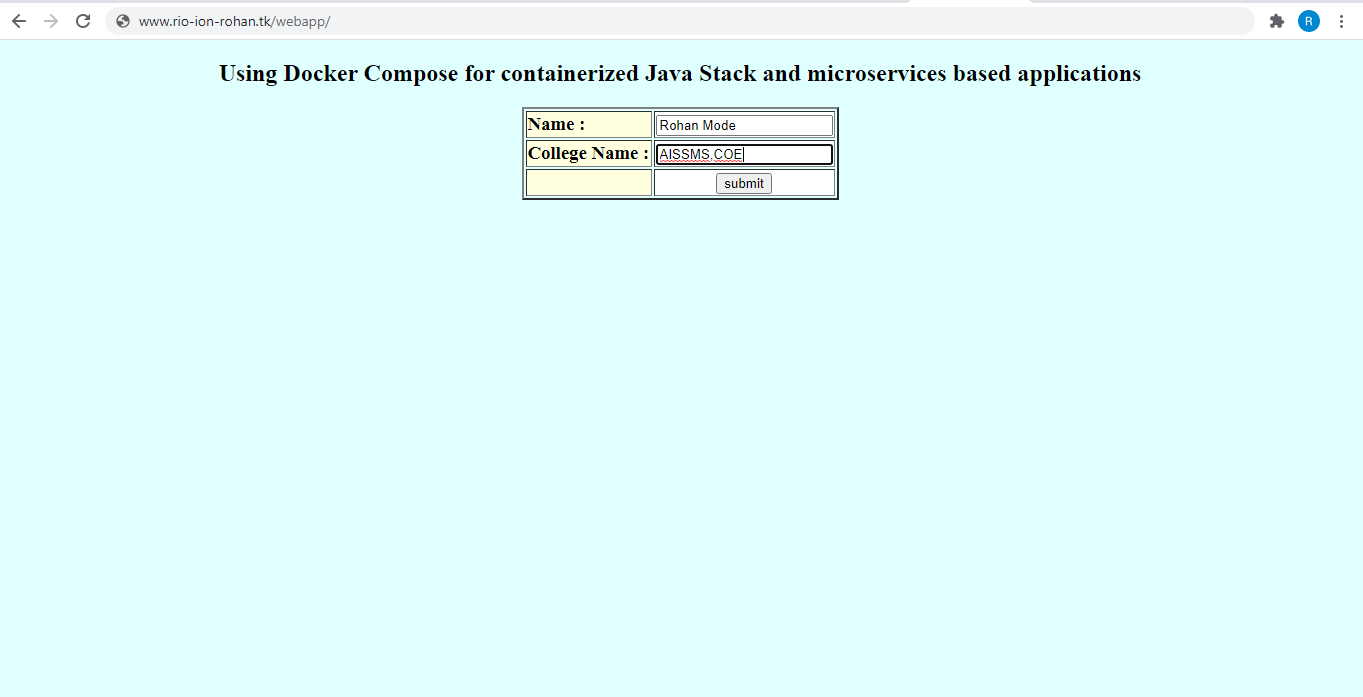 www.rio-ion-rohan.tk/webapp/
R
Using Docker Compose for containerized Java Stack and microservices based applications
Name : Rohan Mode
College Name : AISSMS,COE
submit